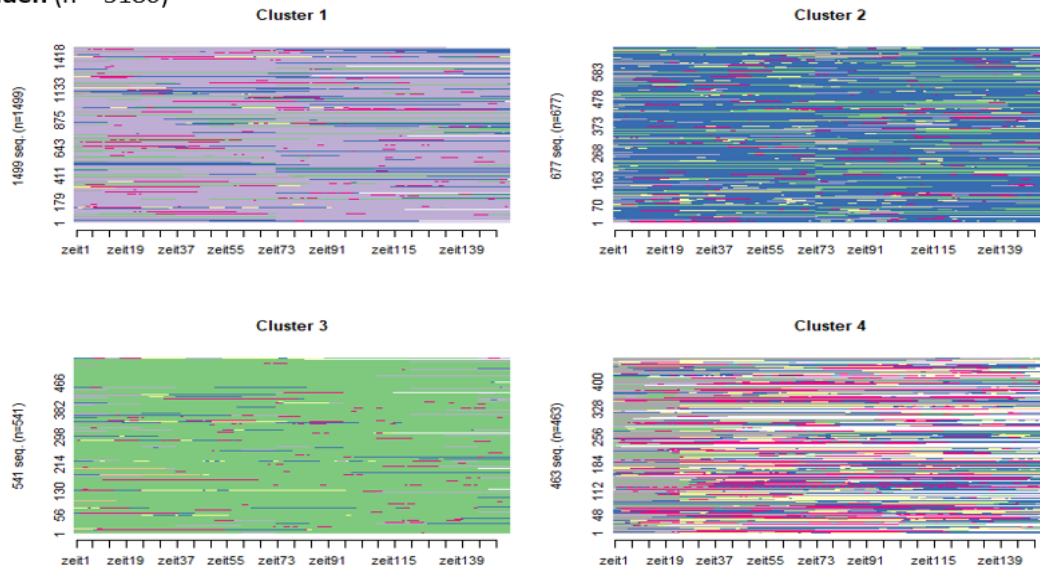 Cluster 1
Cluster 2
1499 seq. (n=1499)
1 179 411 643 875 1133 1418
677 seq. (n=677)
1 70 163 268 373 478 583
zeit1 zeit19 zeit37 zeit55 zeit73 zeit91 zeit115 zeit139
zeit1 zeit19 zeit37 zeit55 zeit73 zeit91 zeit115 zeit139
Cluster 3
Cluster 4
541 seq. (n=541)
1 56 130 214 298 382 466
463 seq. (n=463)
1 48 112 184 256 328 400
zeit1 zeit19 zeit37 zeit55 zeit73 zeit91 zeit115 zeit139
zeit1 zeit19 zeit37 zeit55 zeit73 zeit91 zeit115 zeit139